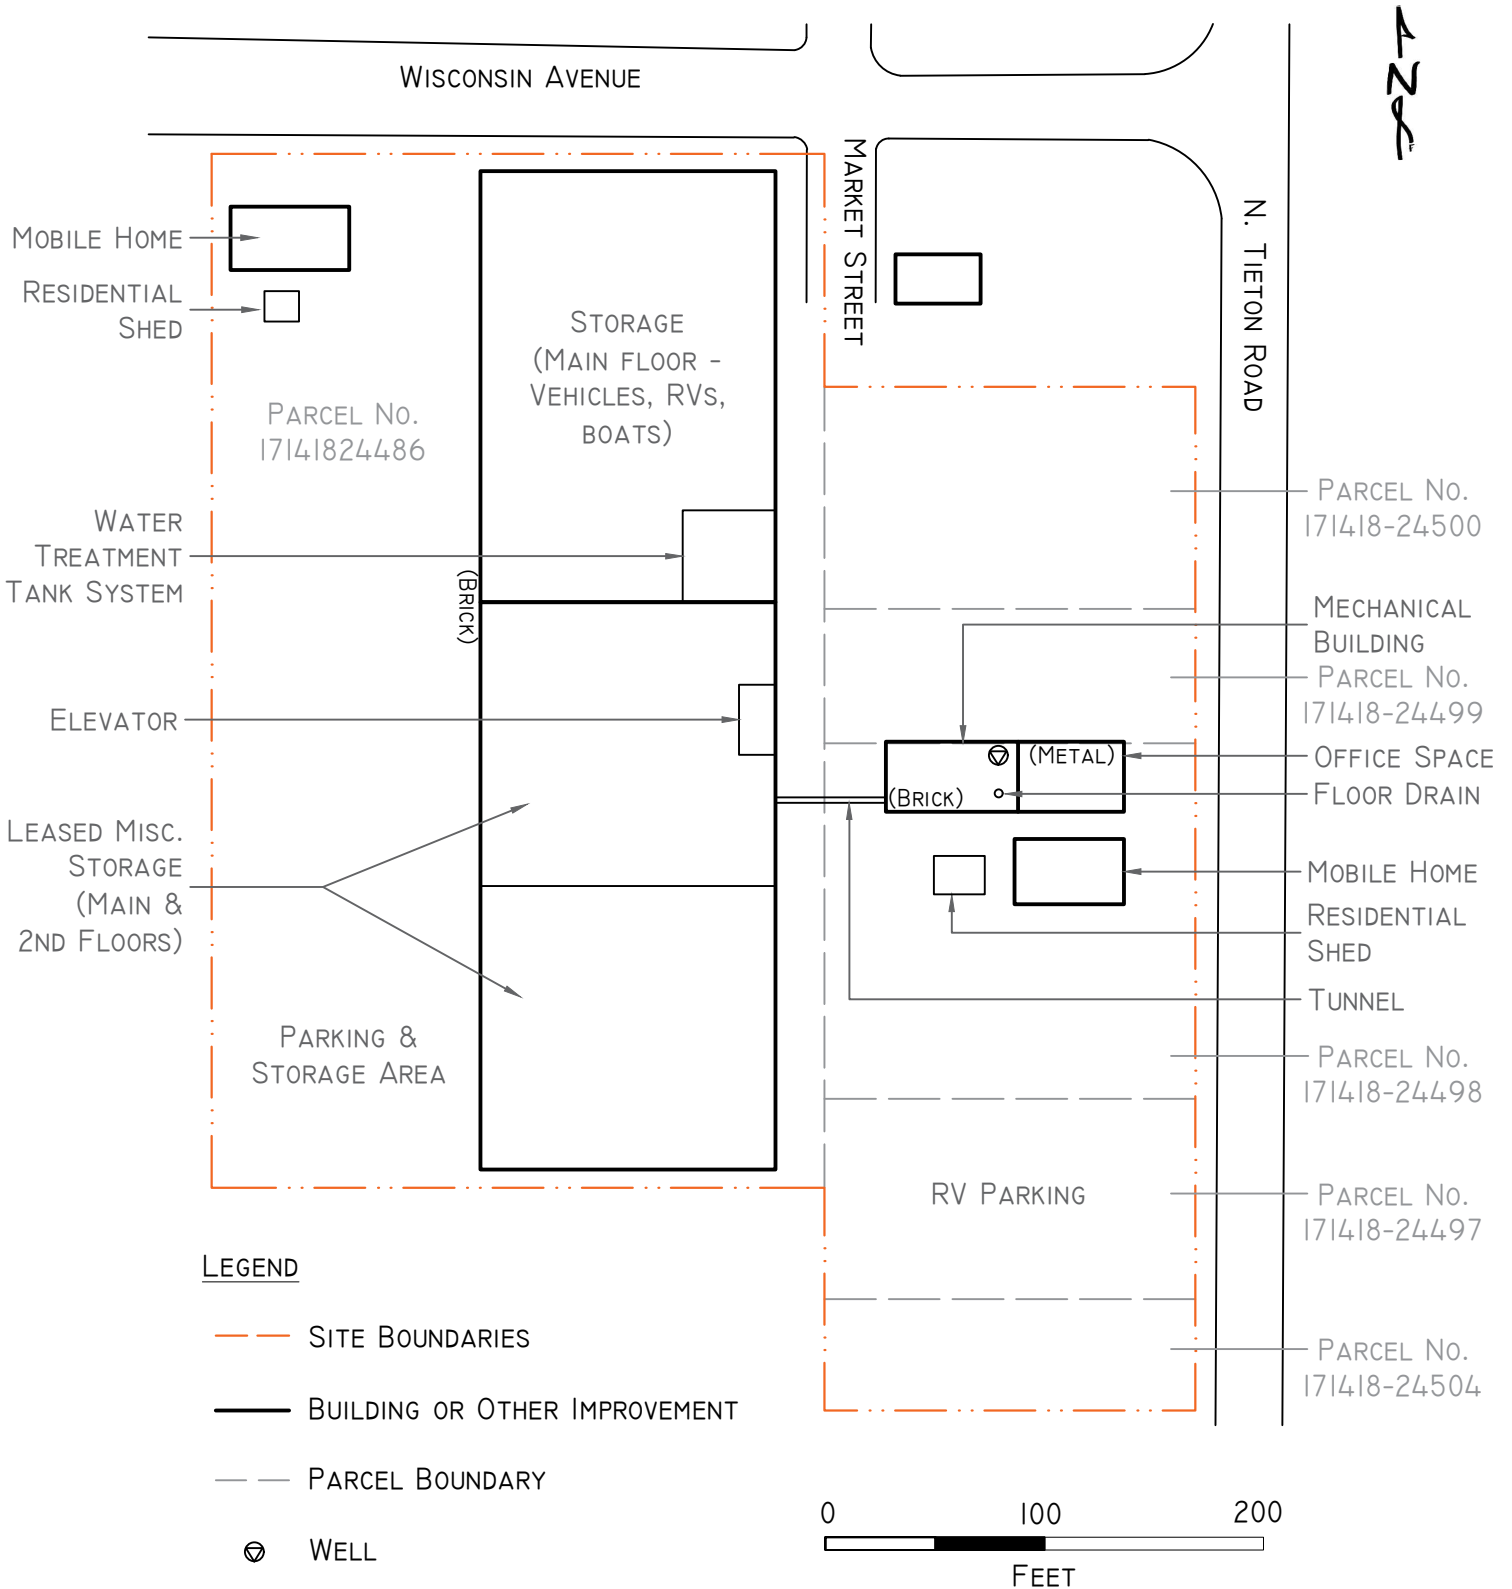 N
WISCONSIN AVENUE
MARKET STREET
N. TIETON ROAD
MOBILE HOME
RESIDENTIAL
SHED
STORAGE
(MAIN FLOOR -
VEHICLES, RVS,
BOATS)
PARCEL NO.
17141824486
WATER
TREATMENT
TANK SYSTEM
(BRICK)
ELEVATOR
LEASED MISC.
STORAGE
(MAIN &
2ND FLOORS)
PARKING &
STORAGE AREA
PARCEL NO.
171418-24500
MECHANICAL
BUILDING
PARCEL NO.
171418-24499
(METAL)
OFFICE SPACE
(BRICK)
FLOOR DRAIN
MOBILE HOME
RESIDENTIAL
SHED
TUNNEL
PARCEL NO.
171418-24498
RV PARKING
PARCEL NO.
171418-24497
PARCEL NO.
171418-24504
LEGEND
SITE BOUNDARIES
BUILDING OR OTHER IMPROVEMENT
PARCEL BOUNDARY
WELL
0 100 200
FEET